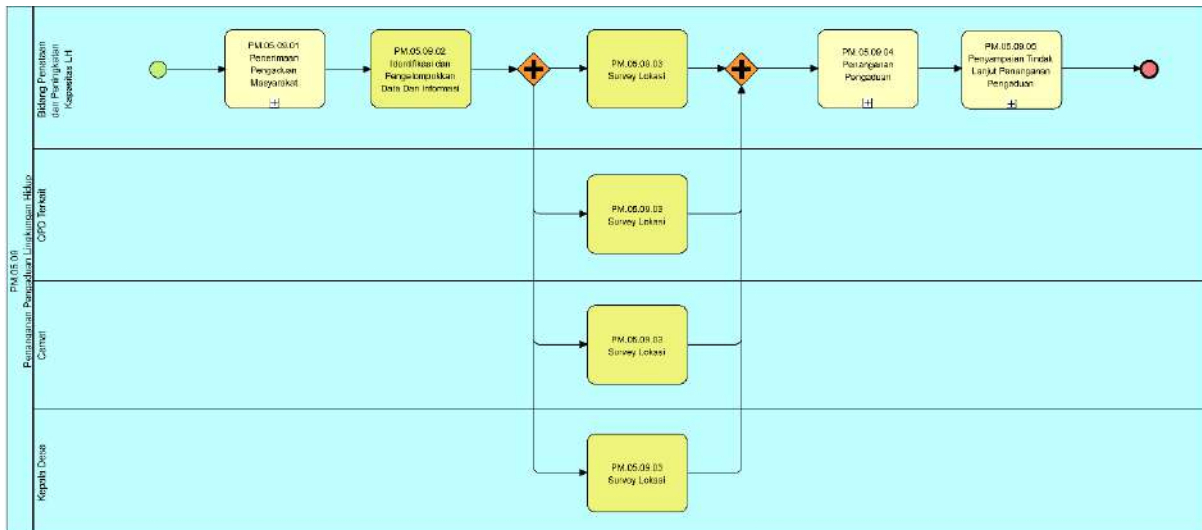 PM.05.09
Penanganan Pengaduan Lingkungan Hidup
Bidang Penataan
dan Peningkatan
Kapasitas LH
PM.05.09.01
Penerimaan
Pengaduan
Masyarakat
PM.05.09.02
Identifikasi dan
Pengelompokkan
Data Dan Informasi
PM.05.09.03
Survey Lokasi
PM.05.09.04
Penanganan
Pengaduan
PM.05.09.05
Penyampaian Tindak
Lanjut Penanganan
Pengaduan
OPD Terkait
PM.05.09.03
Survey Lokasi
Camat
PM.05.09.03
Survey Lokasi
Kepala Desa
PM.05.09.03
Survey Lokasi